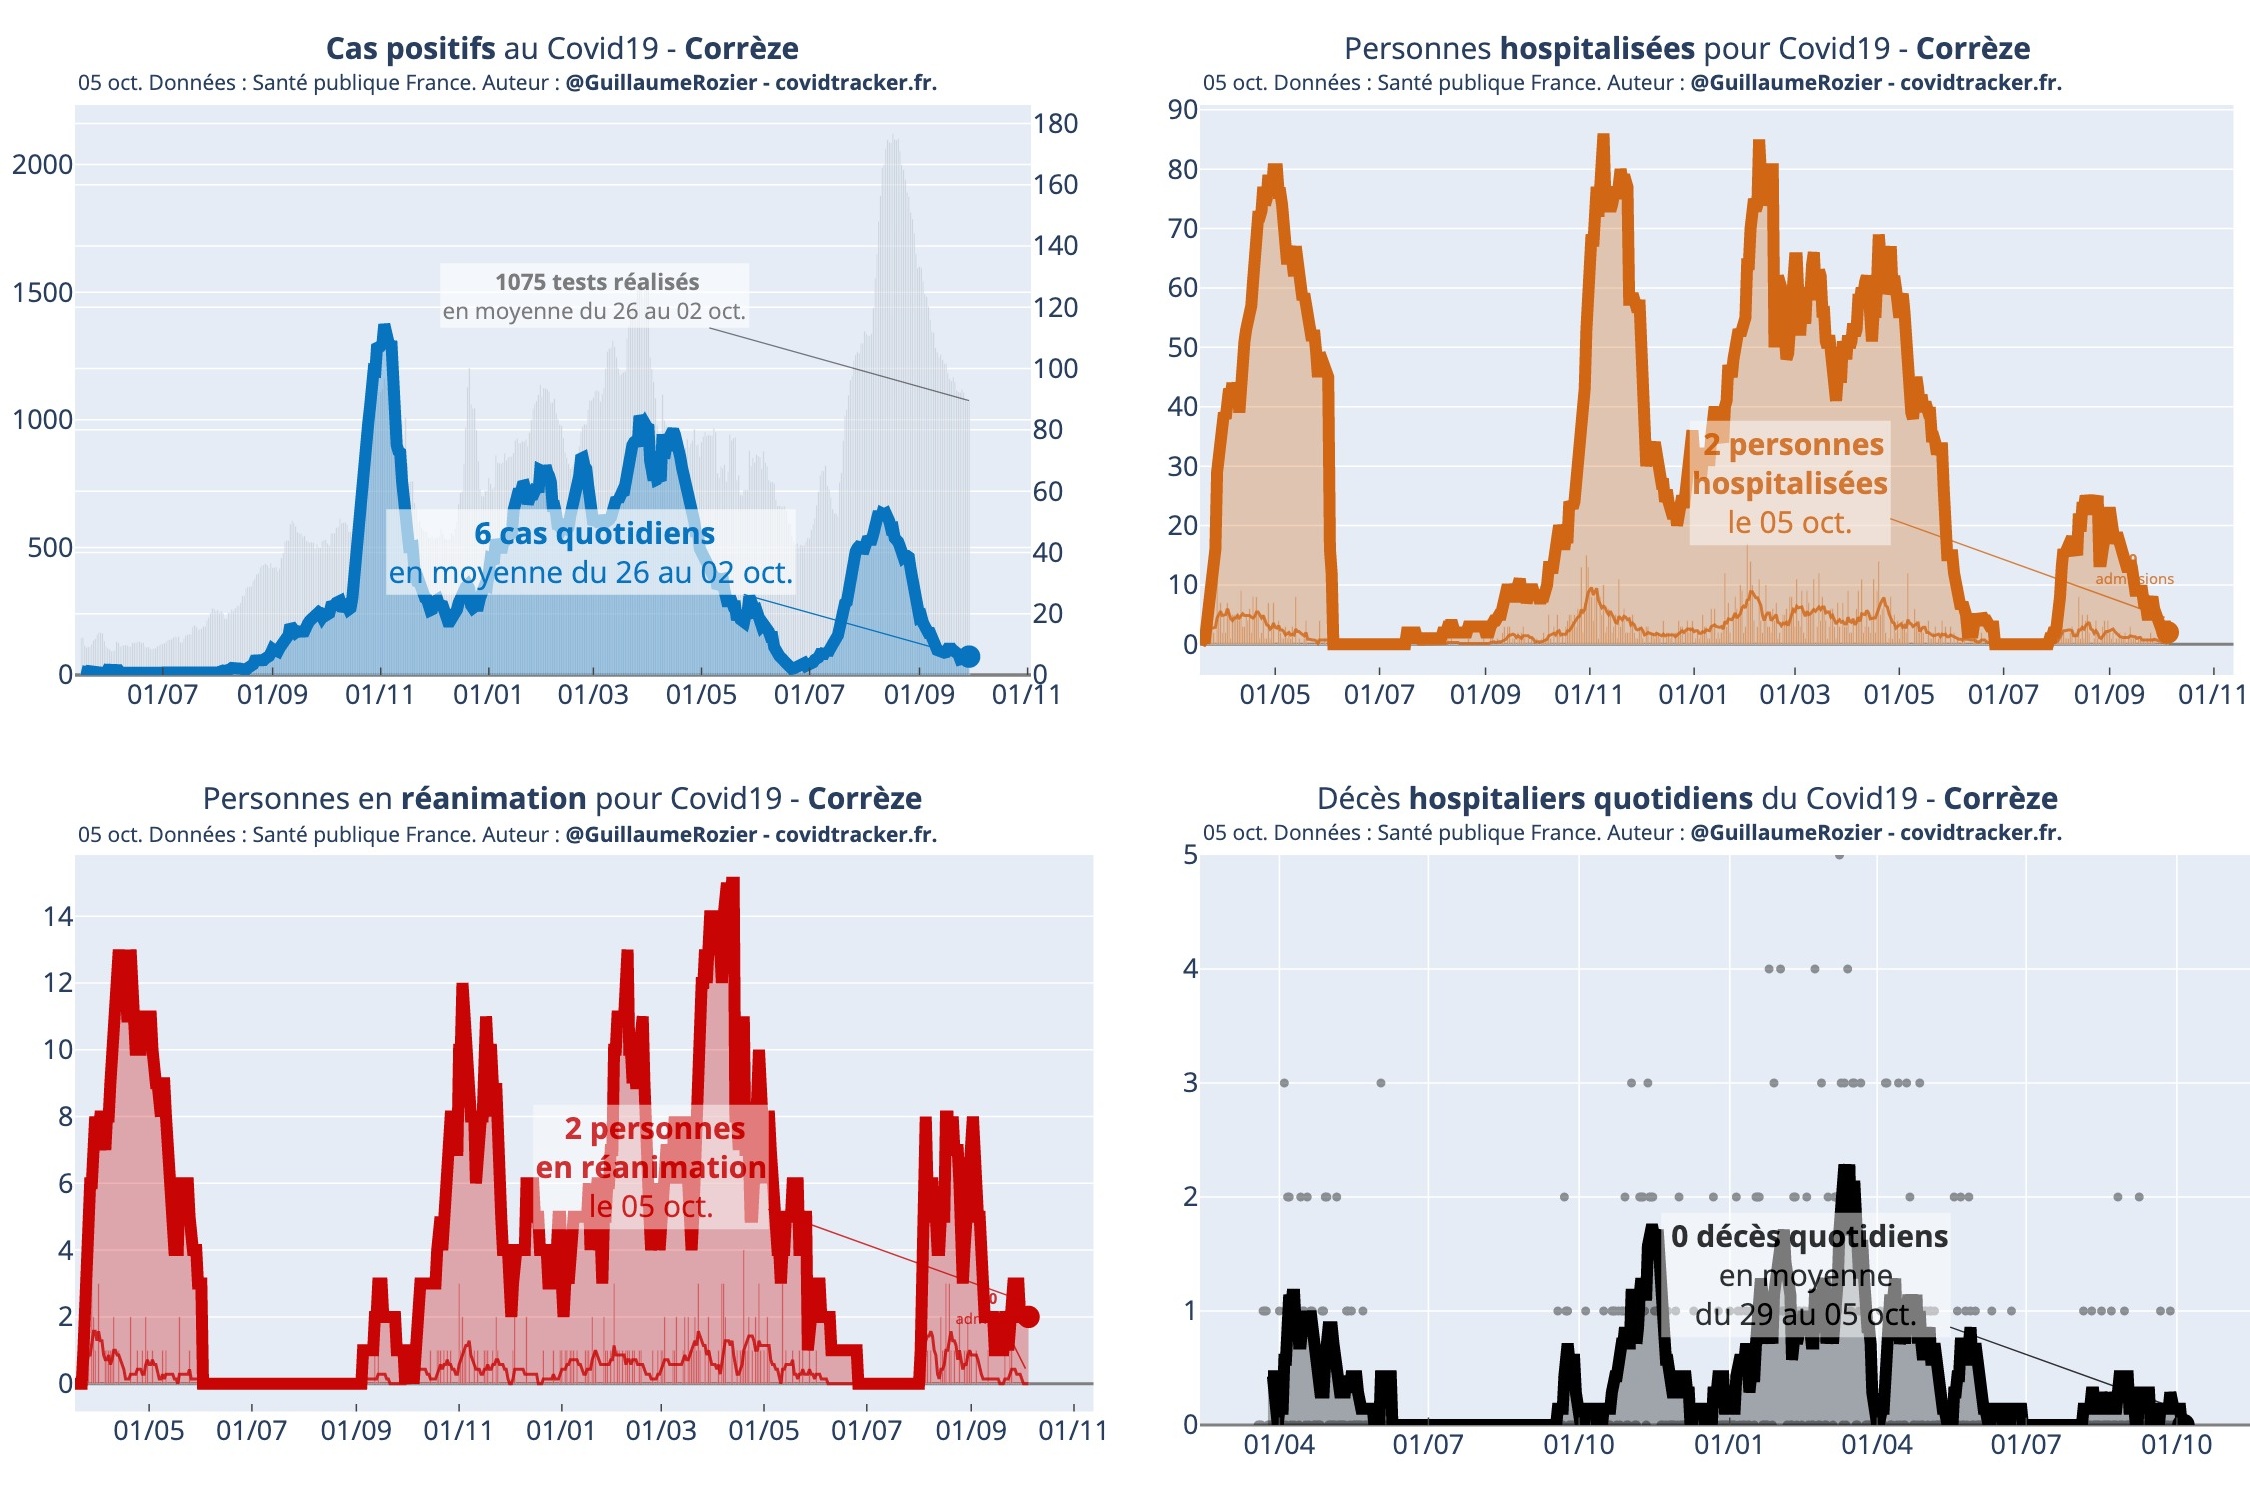 Cas positifs au Covid19 - Corrèze
05 oct. Données : Santé publique France. Auteur : @GuillaumeRozier - covidtracker.fr.
2000
1500
1000
500
0
180
160
140
120
100
80
60
40
20
0
1075 tests réalisés
en moyenne du 26 au 02 oct.
6 cas quotidiens
en moyenne du 26 au 02 oct.
01/07 01/09 01/11 01/01 01/03 01/05 01/07 01/09 01/11
Personnes hospitalisées pour Covid19 - Corrèze
05 oct. Données : Santé publique France. Auteur : @GuillaumeRozier - covidtracker.fr.
90
80
70
60
50
40
30
20
10
0
2 personnes
hospitalisées
le 05 oct.
0
admissions
01/05 01/07 01/09 01/11 01/01 01/03 01/05 01/07 01/09 01/11
Personnes en réanimation pour Covid19 - Corrèze
05 oct. Données : Santé publique France. Auteur : @GuillaumeRozier - covidtracker.fr.
14
12
10
8
6
4
2
0
2 personnes
en réanimation
le 05 oct.
0
01/05 01/07 01/09 01/11 01/01 01/03 01/05 01/07 01/09 01/11
Décès hospitaliers quotidiens du Covid19 - Corrèze
05 oct. Données : Santé publique France. Auteur : @GuillaumeRozier - covidtracker.fr.
5
4
3
2
1
0
0 décès quotidiens
en moyenne
du 29 au 05 oct.
01/04 01/07 01/10 01/01 01/04 01/07 01/10